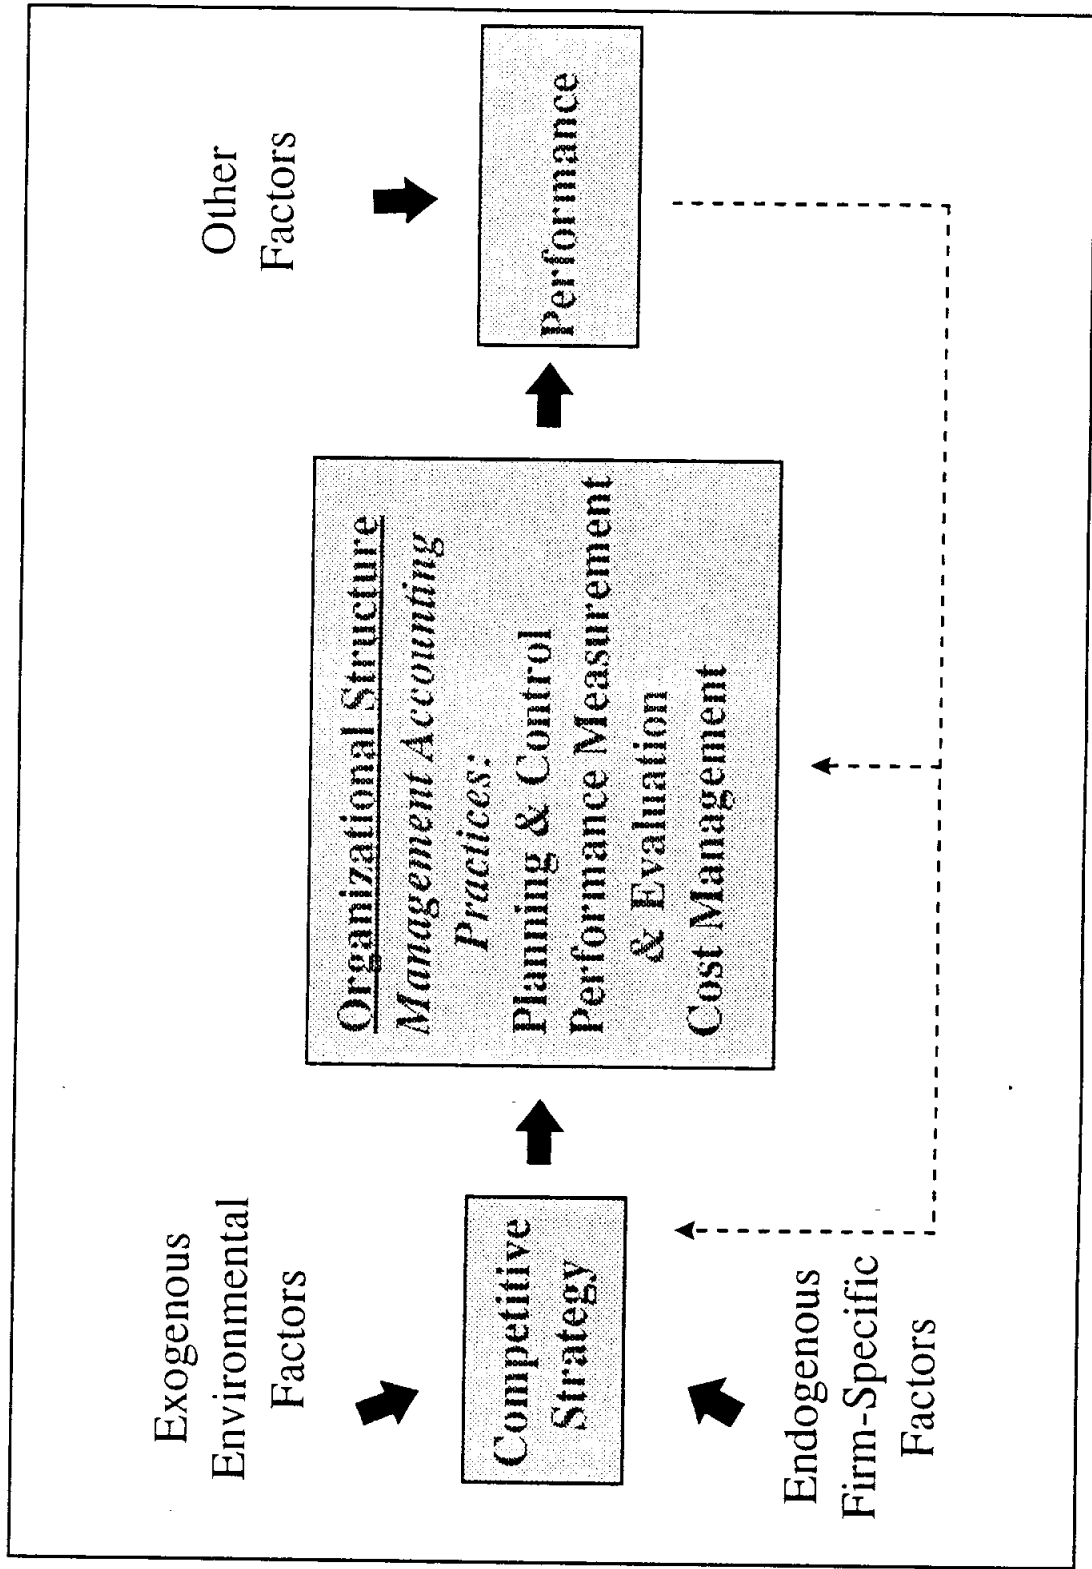 Exogenous
Environmental
Factors
Competitive
Strategy
Endogenous
Firm-Specific
Factors
Organizational Structure
Management Accounting
Practices:
Planning & Control
Performance Measurement
& Evaluation
Cost Management
Other
Factors
Performance